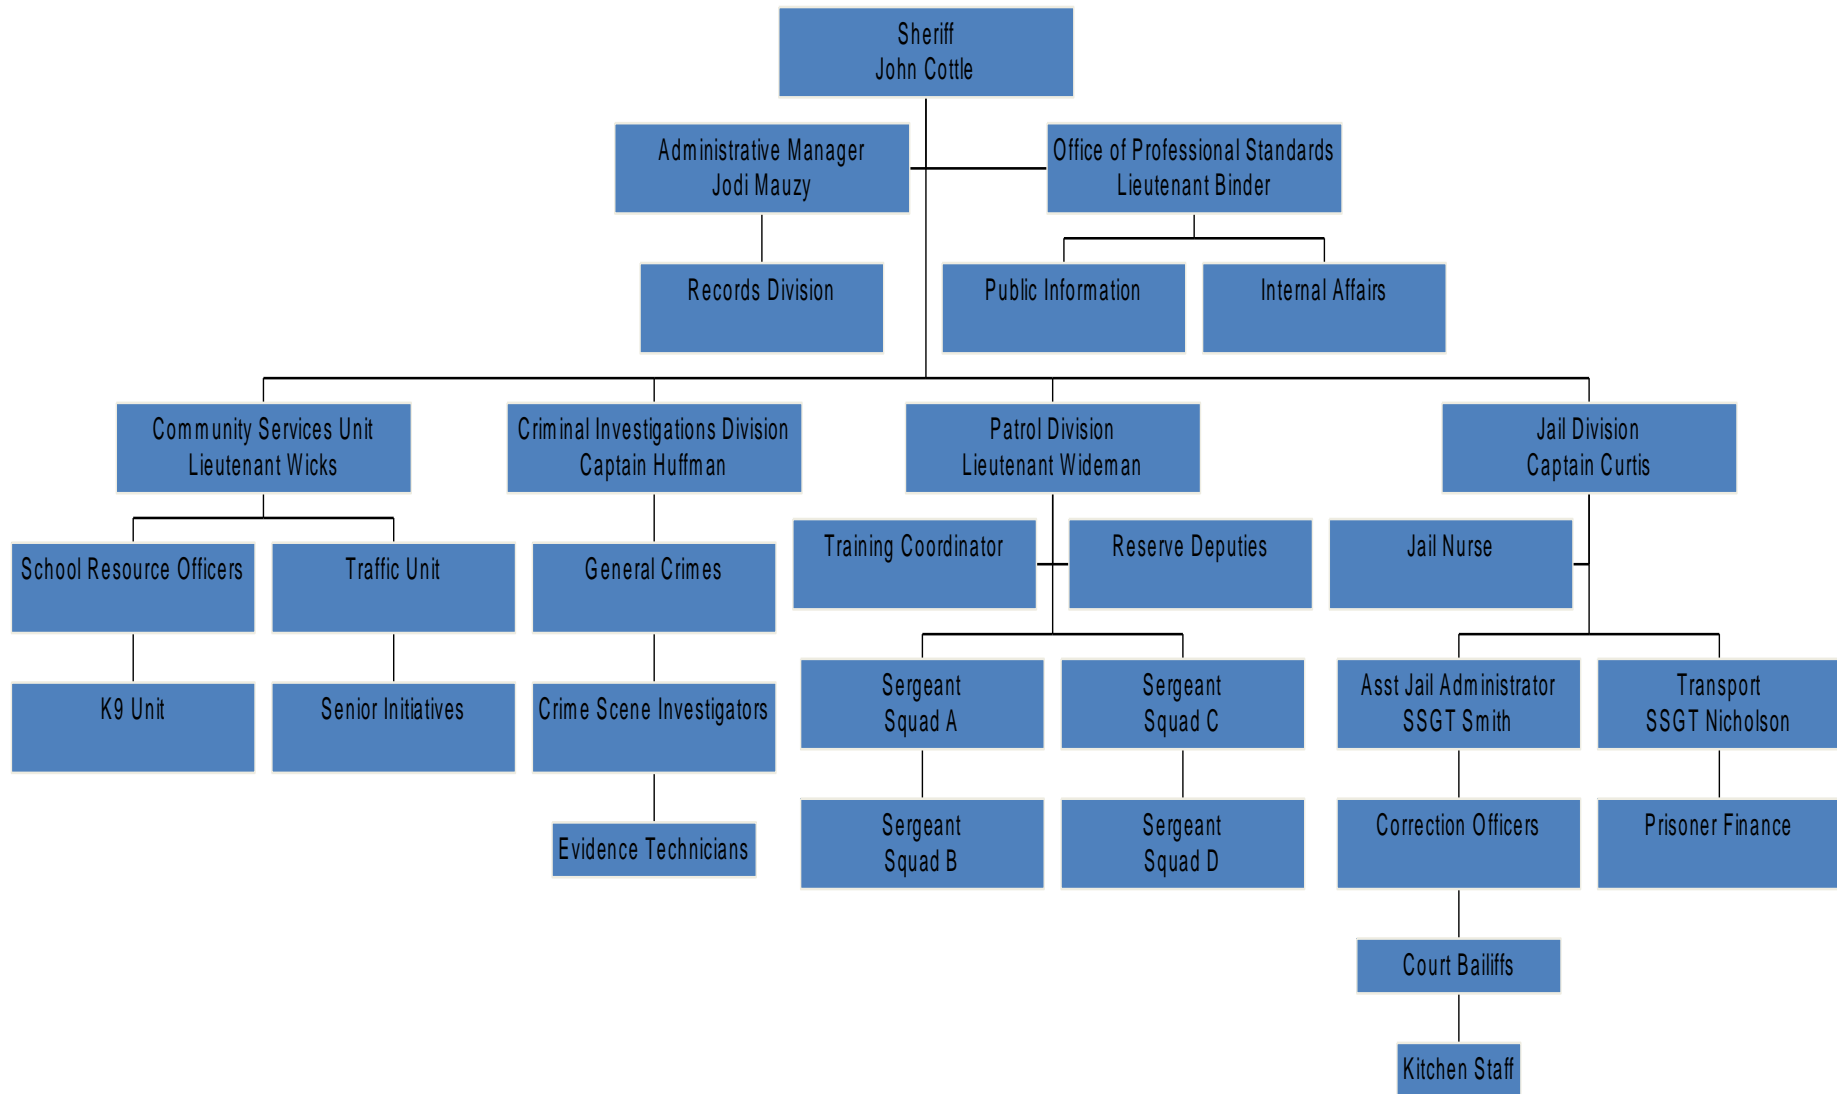 Sheriff
John Cottle
Administrative Manager
Jodi Mauzy
Office of Professional Standards
Lieutenant Binder
Records Division
Public Information
Internal Affairs
Community Services Unit
Lieutenant Wicks
Criminal Investigations Division
Captain Huffman
Patrol Division
Lieutenant Wideman
Jail Division
Captain Curtis
School Resource Officers
Traffic Unit
General Crimes
Training Coordinator
Reserve Deputies
Jail Nurse
K9 Unit
Senior Initiatives
Crime Scene Investigators
Sergeant
Squad A
Sergeant
Squad C
Asst Jail Administrator
SSGT Smith
Transport
SSGT Nicholson
Evidence Technicians
Sergeant
Squad B
Sergeant
Squad D
Correction Officers
Prisoner Finance
Court Bailiffs
Kitchen Staff